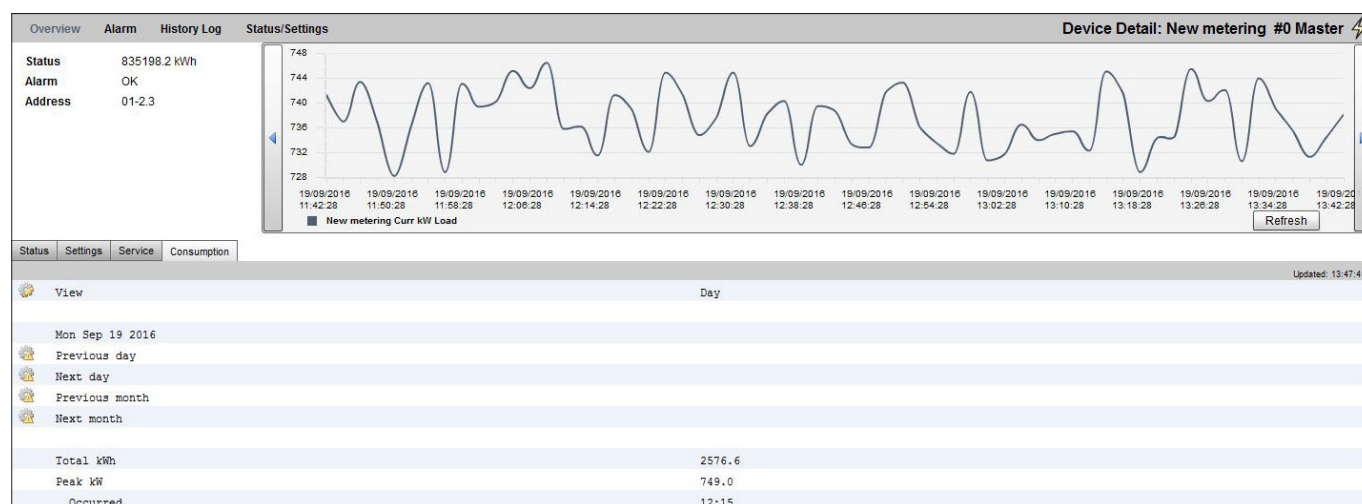 Overview Alarm History Log Status/Settings Device Detail: New metering #0 Master
Status 835198.2 kWh
Alarm OK
Address 01-2.3
748
744
740
736
732
728
19/09/2016 19/09/2016 19/09/2016 19/09/2016 19/09/2016 19/09/2016 19/09/2016 19/09/2016 19/09/2016 19/09/2016 19/09/2016 19/09/2016 19/09/2016 19/09/2016 19/09/2016 19/09/20
11:42:28 11:50:28 11:58:28 12:06:28 12:14:28 12:22:28 12:30:28 12:38:28 12:46:28 12:54:28 13:02:28 13:10:28 13:18:28 13:26:28 13:34:28 13:42:28
New metering Curr kW Load
Refresh
Status Settings Service Consumption
Updated: 13:47:4
View Day
Mon Sep 19 2016
Previous day
Next day
Previous month
Next month
Total kWh 2576.6
Peak kW 749.0
Occurred 12:15